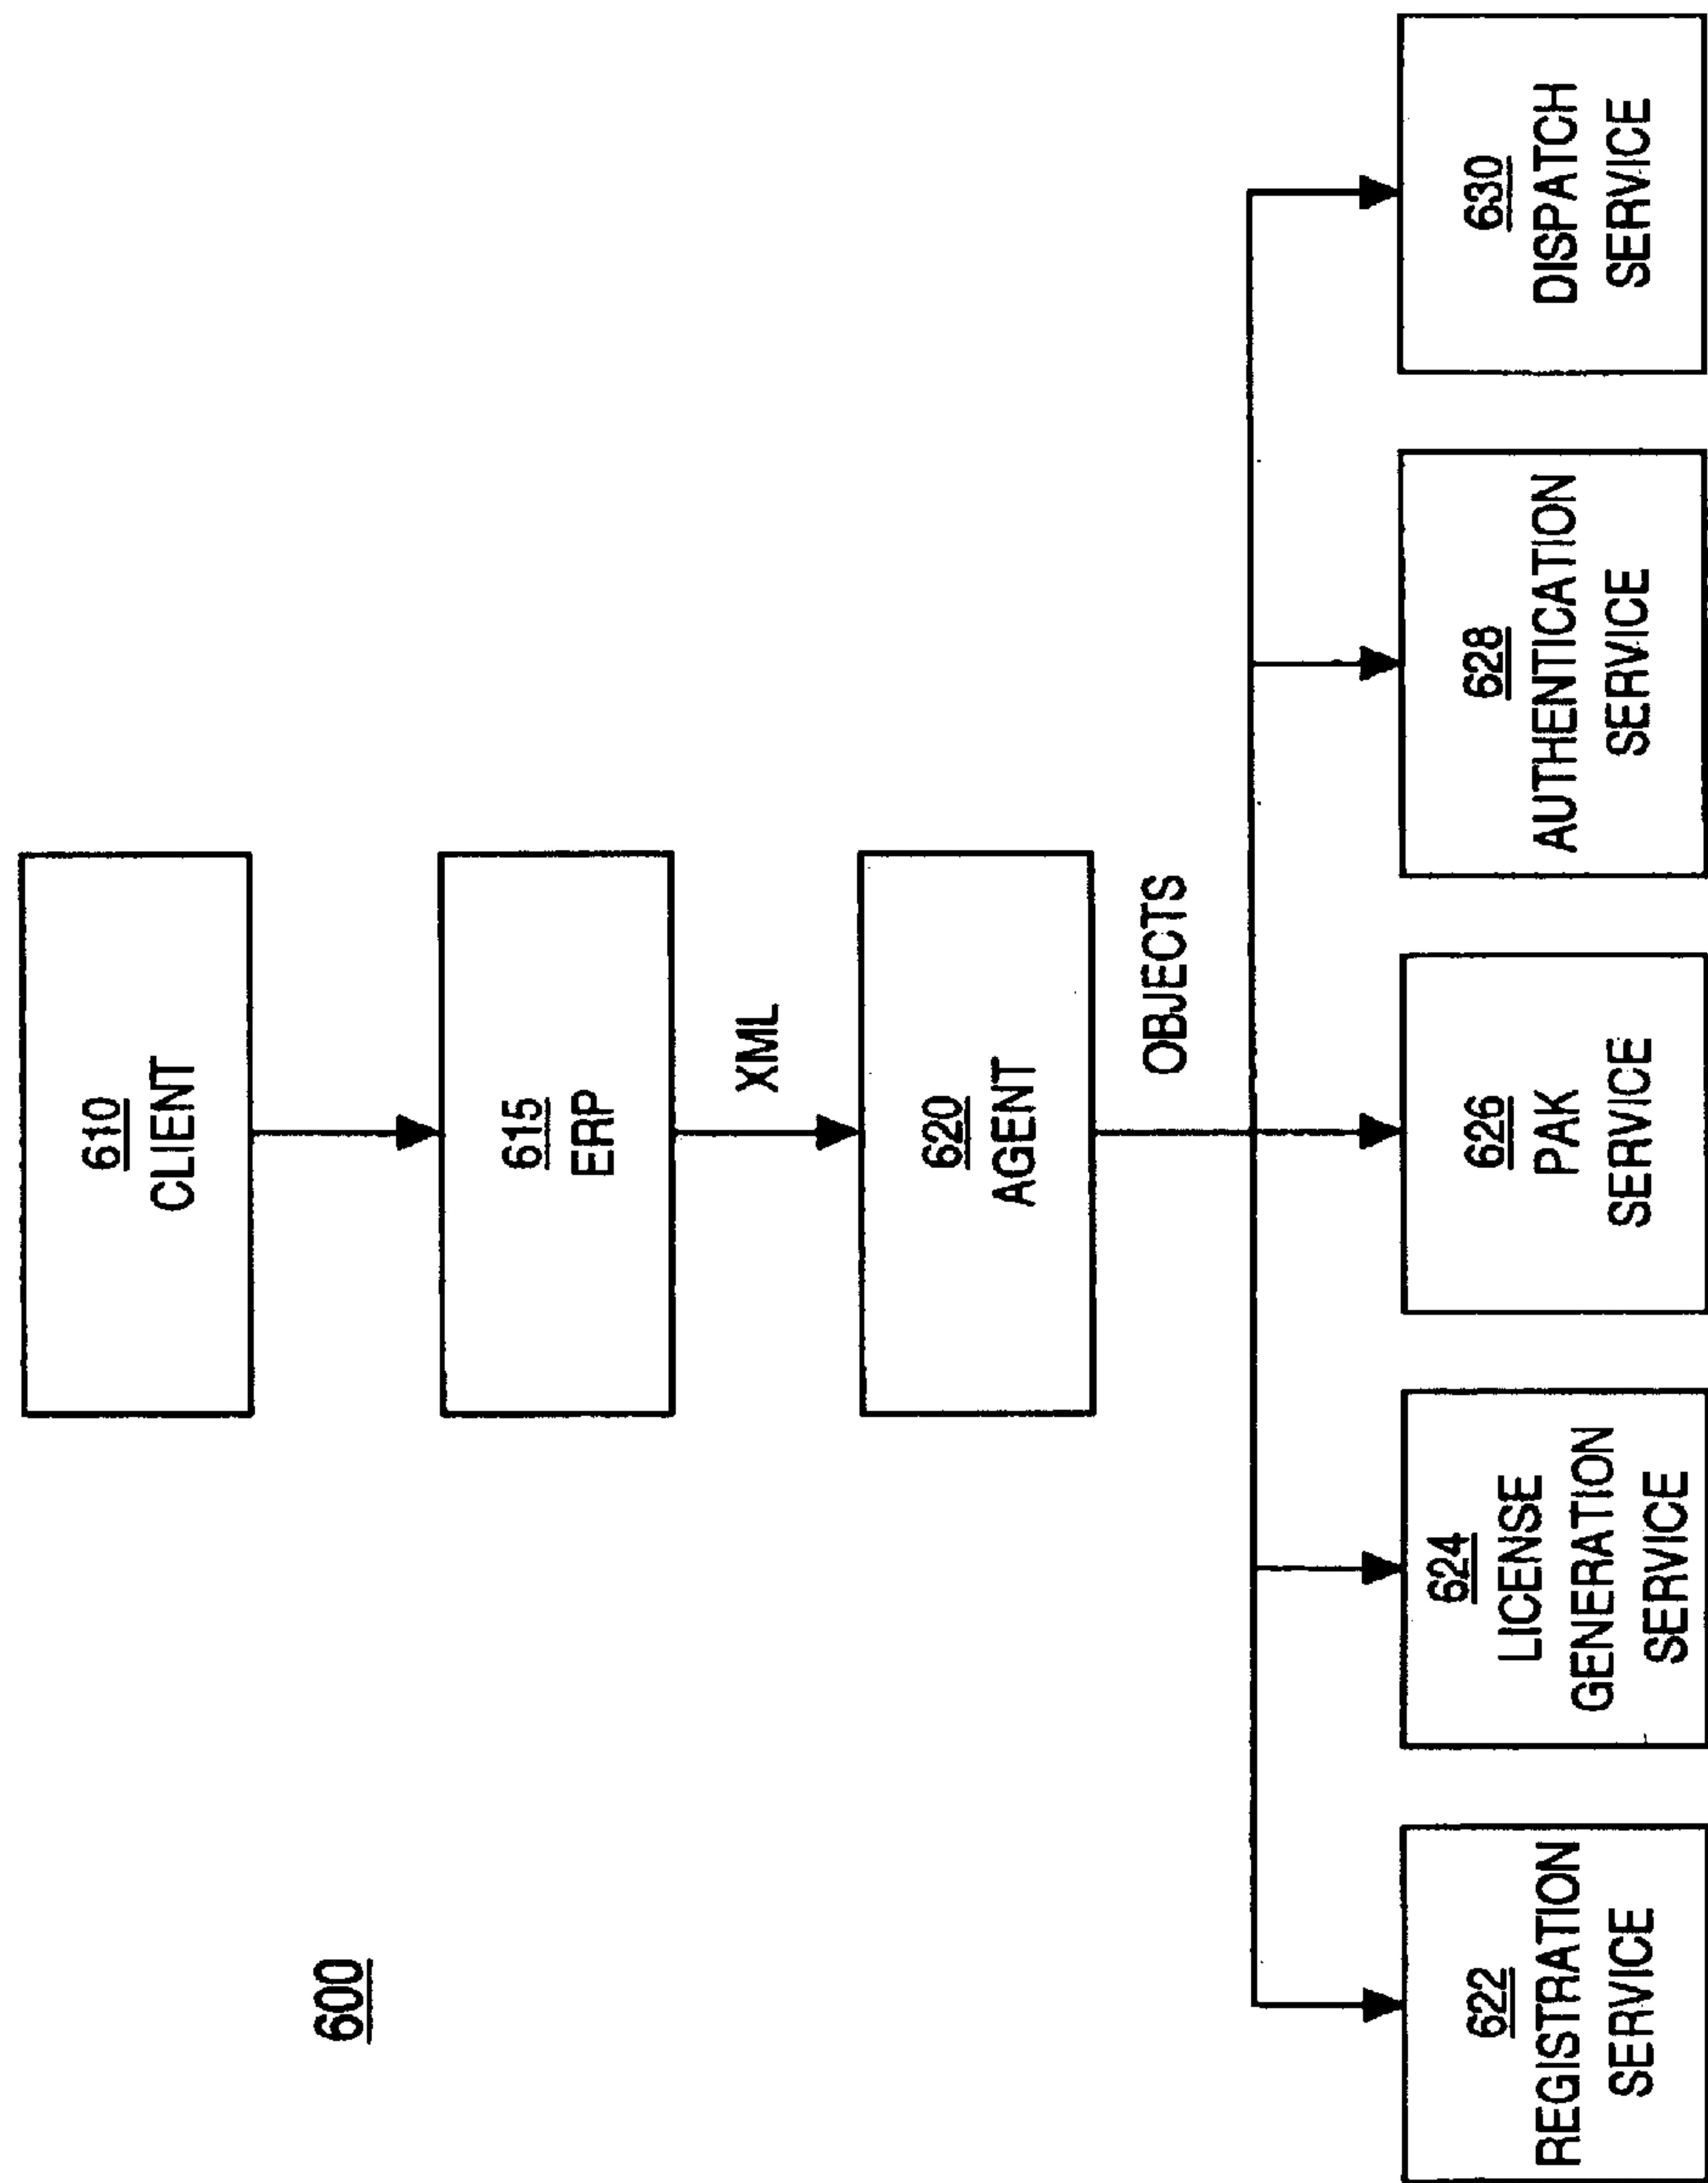 600
610
CLIENT
615
ERP
XML
620
AGENT
OBJECTS
622
REGISTRATION
SERVICE
624
LICENSE
GENERATION
SERVICE
626
PAK
SERVICE
628
AUTHENTICATION
SERVICE
630
DISPATCH
SERVICE